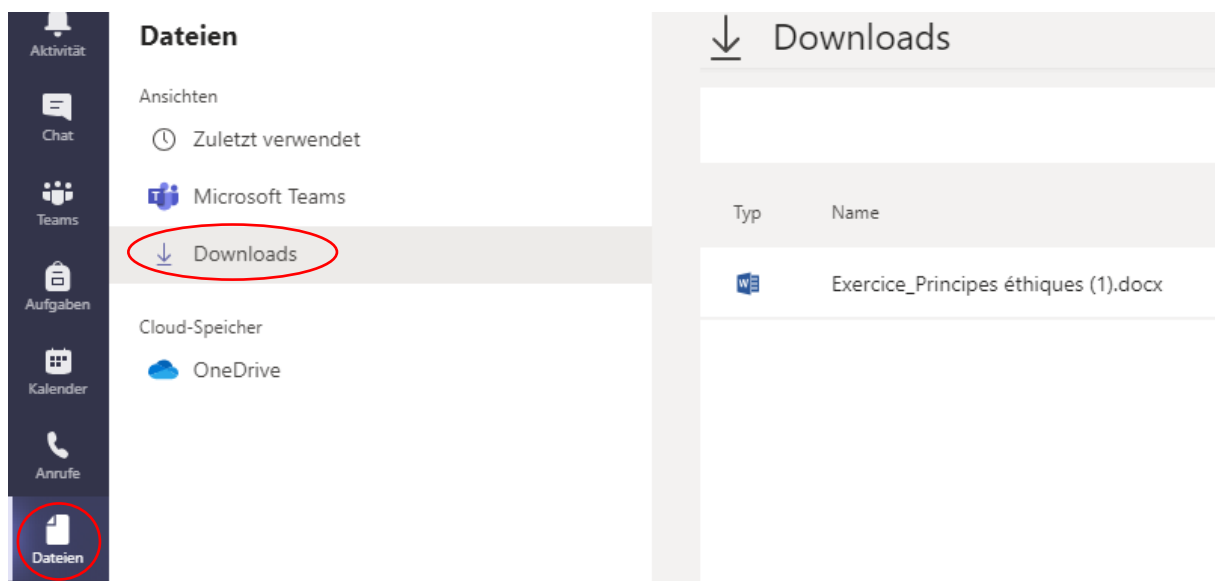 Aktivität
Chat
Teams
Aufgaben
Kalender
Anrufe
Dateien
Dateien
Ansichten
Zuletzt verwendet
Microsoft Teams
Downloads
Cloud-Speicher
OneDrive
Downloads
Typ Name
Exercice_Principes éthiques (1).docx